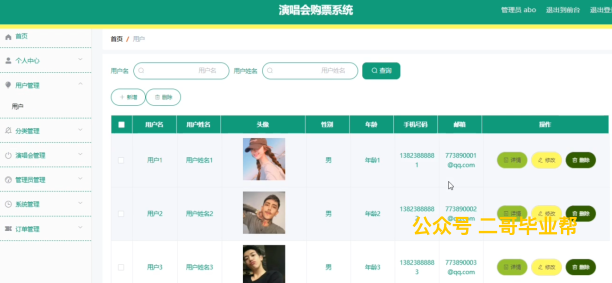 演唱会购票系统
管理员 abo 退出到前台
首页
个人中心
用户管理
用户
分类管理
演唱会管理
管理员管理
系统管理
订单管理
首页 / 用户
用户名 用户名 用户姓名 用户姓名 查询
新增 删除
用户名 用户姓名 头像 性别 年龄 手机号码 邮箱 操作
用户1 用户姓名1 男 年龄1 13823888881 773890001@qq.com 详情 修改 删除
用户2 用户姓名2 男 年龄2 773890002@qq.com 详情 修改 删除
公众号 二哥毕业帮
用户3 用户姓名3 男 年龄3 13823888883 773890003@qq.com 详情 修改 删除